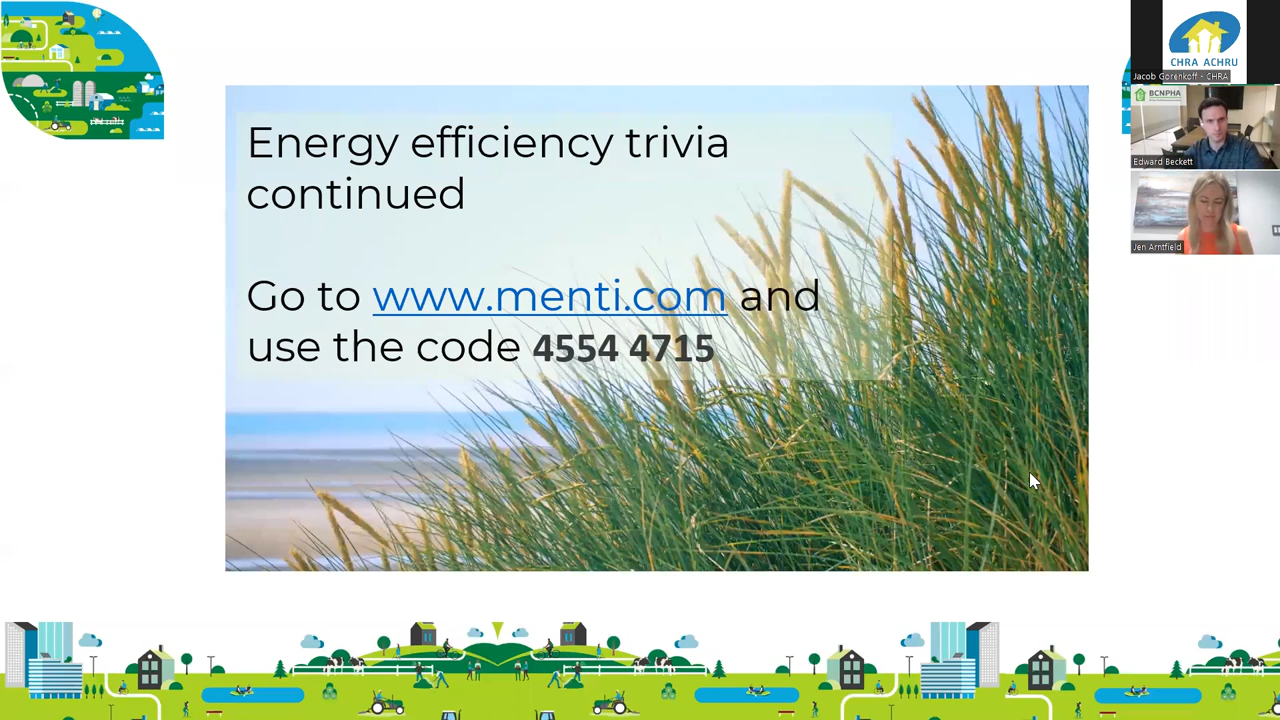 Energy efficiency trivia
continued
Go to www.menti.com and
use the code 4554 4715
CHRA ACHRU
Jacob Gorenkoff - CHRA
BCNPHA
Edward Beckett
Jen Arntfield